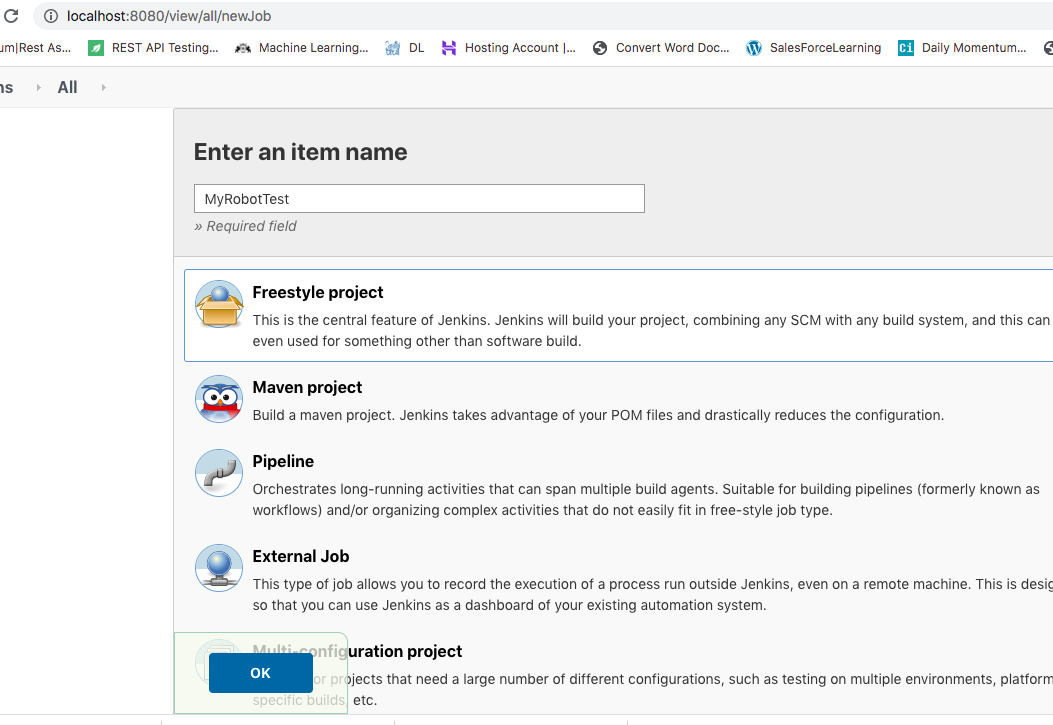 localhost:8080/view/all/newJob
um|Rest As... REST API Testing... Machine Learning... DL Hosting Account |... Convert Word Doc... SalesForceLearning Daily Momentum...
ns All
Enter an item name
MyRobotTest
» Required field
Freestyle project
This is the central feature of Jenkins. Jenkins will build your project, combining any SCM with any build system, and this can
even used for something other than software build.
Maven project
Build a maven project. Jenkins takes advantage of your POM files and drastically reduces the configuration.
Pipeline
Orchestrates long-running activities that can span multiple build agents. Suitable for building pipelines (formerly known as
workflows) and/or organizing complex activities that do not easily fit in free-style job type.
External Job
This type of job allows you to record the execution of a process run outside Jenkins, even on a remote machine. This is desig
so that you can use Jenkins as a dashboard of your existing automation system.
Multi-configuration project
OK
or projects that need a large number of different configurations, such as testing on multiple environments, platform
specific builds, etc.